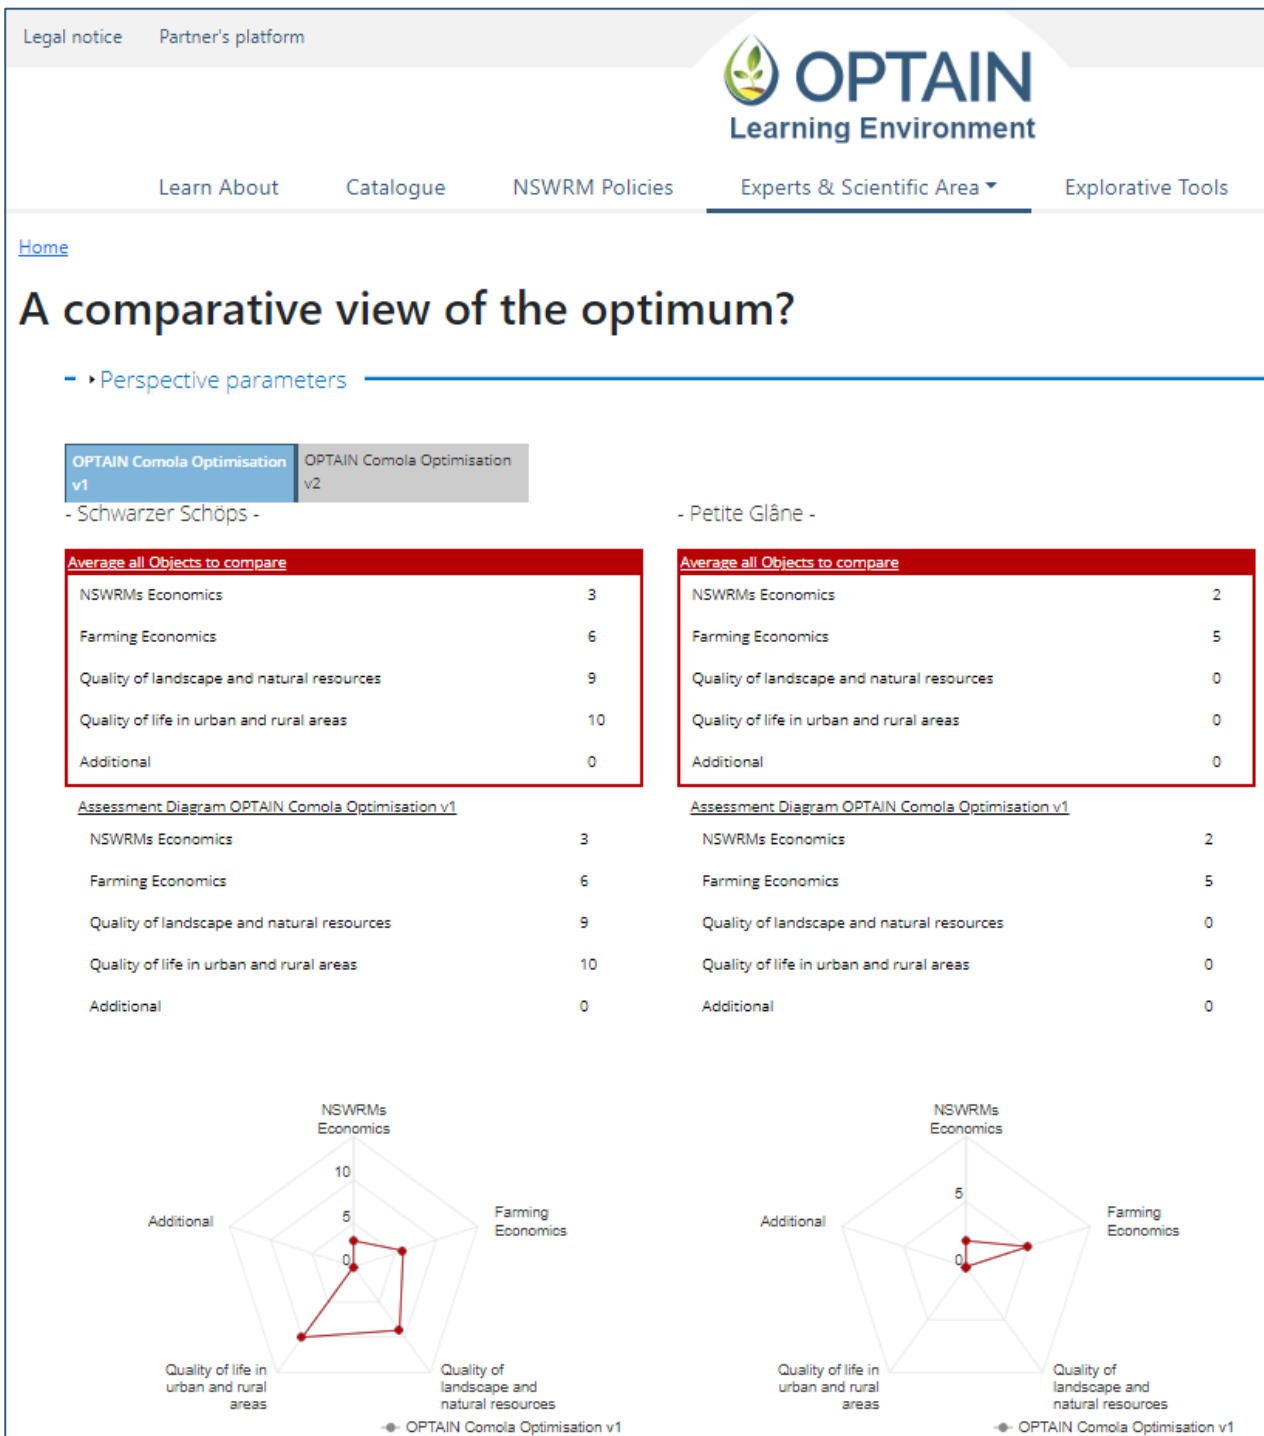 Legal notice Partner's platform
OPTAIN
Learning Environment
Learn About Catalogue NSWRM Policies Experts & Scientific Area Explorative Tools
Home
A comparative view of the optimum?
Perspective parameters
OPTAIN Comola Optimisation
v1
OPTAIN Comola Optimisation
v2
- Schwarzer Schöps -
Average all Objects to compare
NSWRMs Economics 3
Farming Economics 6
Quality of landscape and natural resources 9
Quality of life in urban and rural areas 10
Additional 0
Assessment Diagram OPTAIN Comola Optimisation v1
NSWRMs Economics 3
Farming Economics 6
Quality of landscape and natural resources 9
Quality of life in urban and rural areas 10
Additional 0
NSWRMs
Economics
10
5
0
Additional
Farming
Economics
Quality of life in
urban and rural
areas
Quality of
landscape and
natural resources
OPTAIN Comola Optimisation v1
- Petite Glâne -
Average all Objects to compare
NSWRMs Economics 2
Farming Economics 5
Quality of landscape and natural resources 0
Quality of life in urban and rural areas 0
Additional 0
Assessment Diagram OPTAIN Comola Optimisation v1
NSWRMs Economics 2
Farming Economics 5
Quality of landscape and natural resources 0
Quality of life in urban and rural areas 0
Additional 0
NSWRMs
Economics
5
0
Additional
Farming
Economics
Quality of life in
urban and rural
areas
Quality of
landscape and
natural resources
OPTAIN Comola Optimisation v1